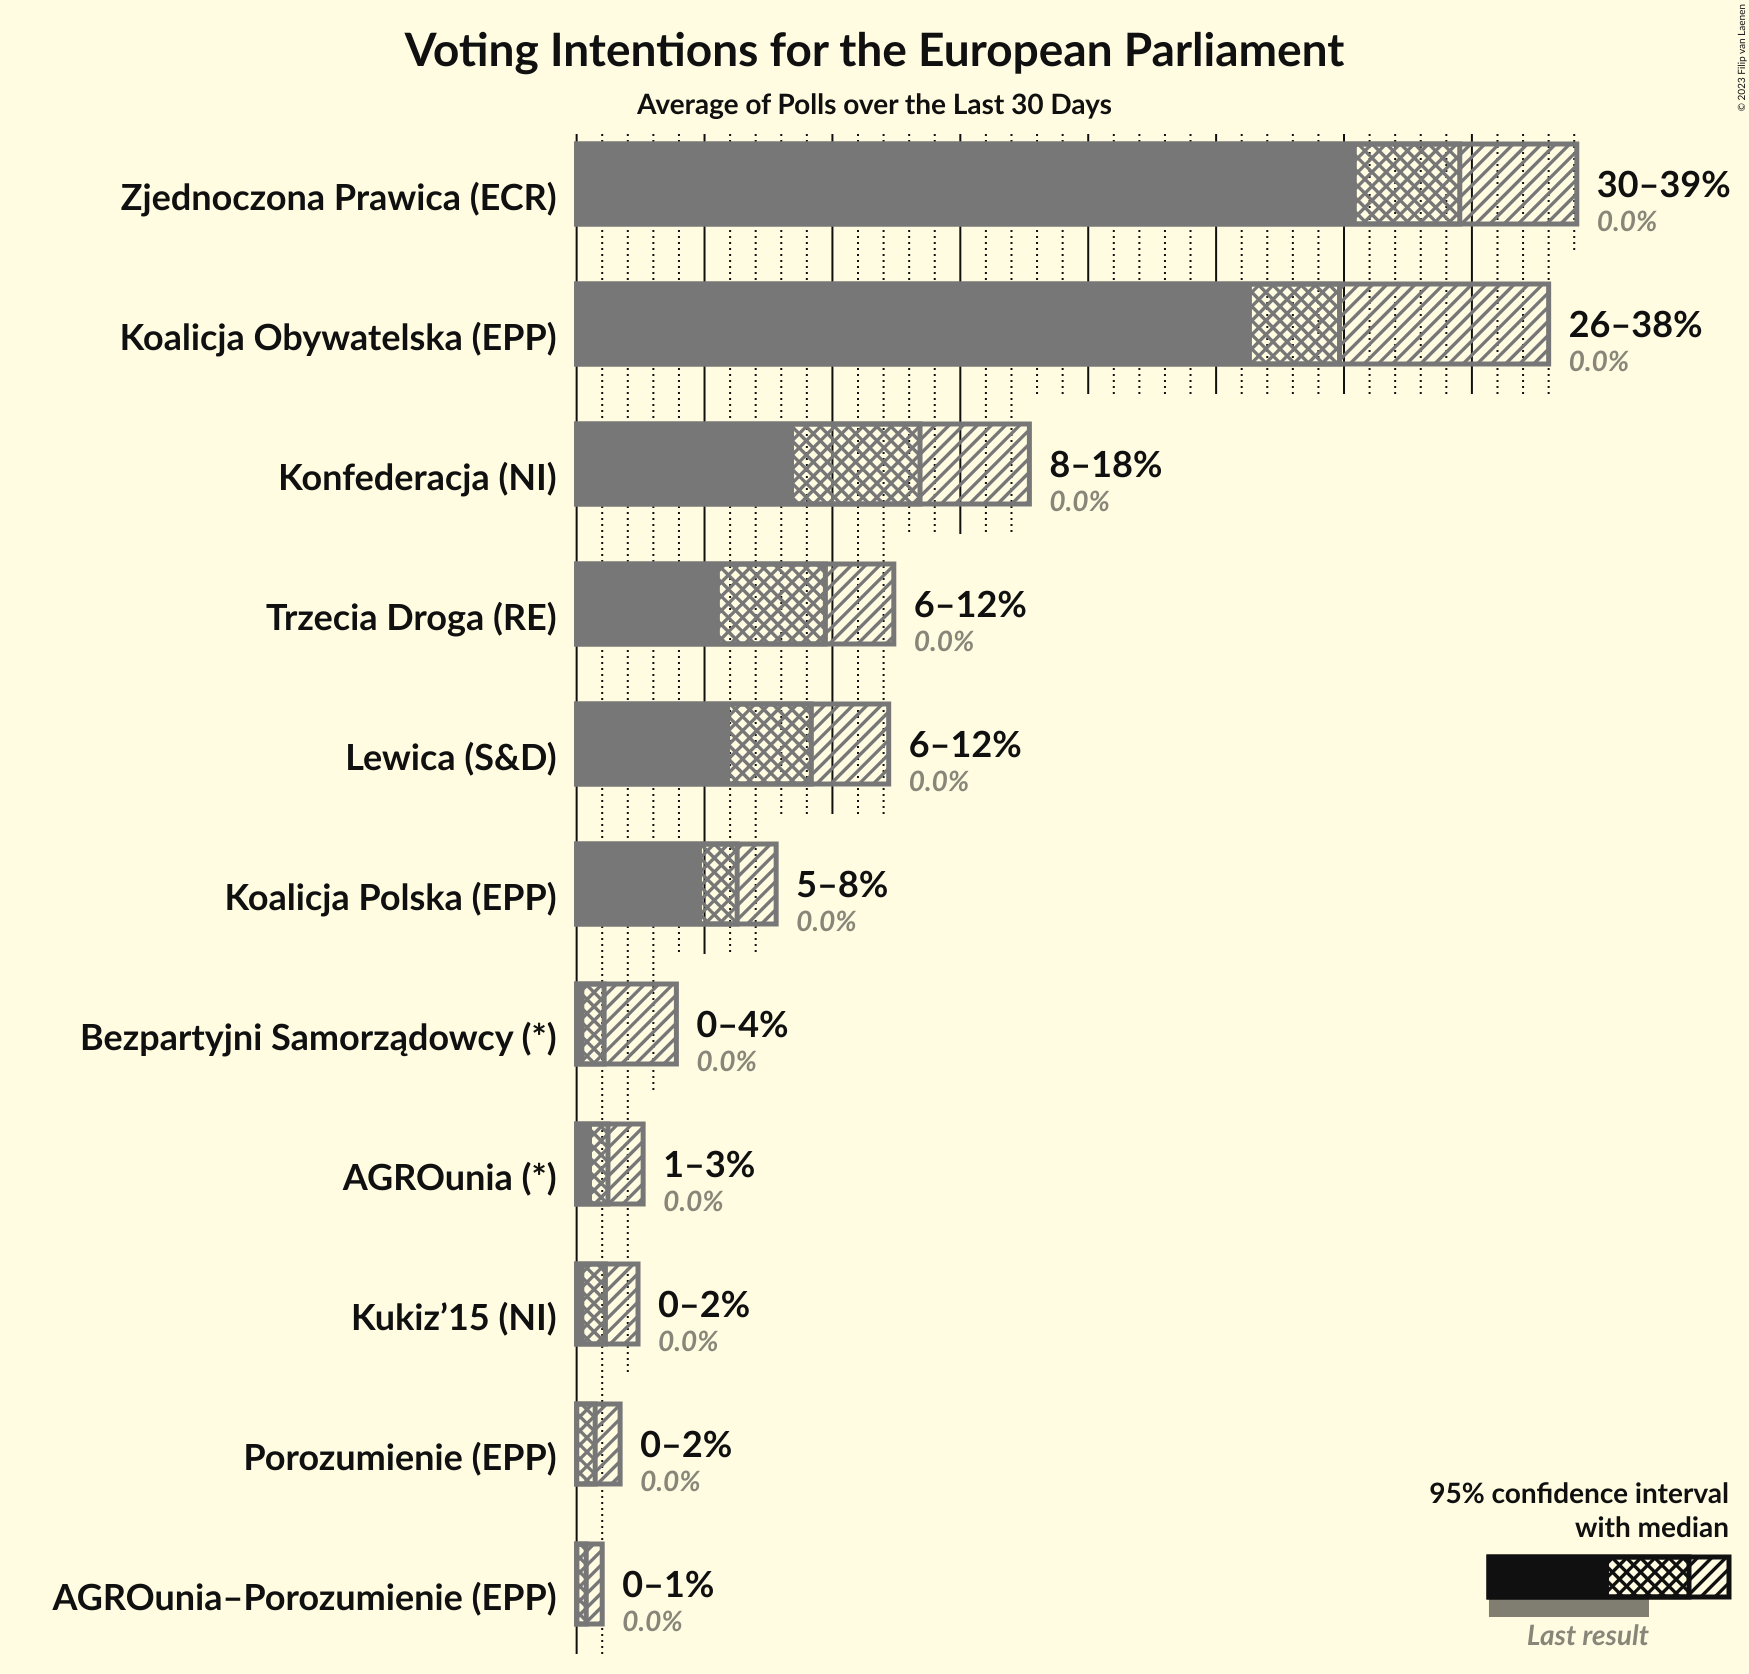 Voting Intentions for the European Parliament
Average of Polls over the Last 30 Days
© 2023 Filip van Laenen
Zjednoczona Prawica (ECR)
30–39%
0.0%
Koalicja Obywatelska (EPP)
26–38%
0.0%
Konfederacja (NI)
8–18%
0.0%
Trzecia Droga (RE)
6–12%
0.0%
Lewica (S&D)
6–12%
0.0%
Koalicja Polska (EPP)
5–8%
0.0%
Bezpartyjni Samorządowcy (*)
0–4%
0.0%
AGROunia (*)
1–3%
0.0%
Kukiz’15 (NI)
0–2%
0.0%
Porozumienie (EPP)
0–2%
0.0%
AGROunia–Porozumienie (EPP)
0–1%
0.0%
95% confidence interval
with median
Last result